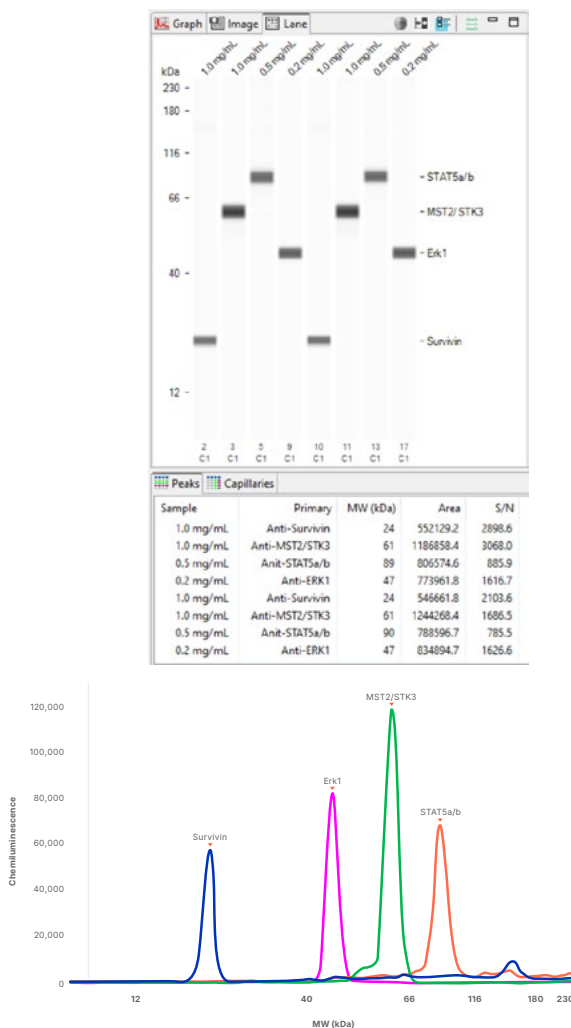 Graph Image Lane
1.0 mg/mL 1.0 mg/mL 0.5 mg/mL 0.2 mg/mL 1.0 mg/mL 1.0 mg/mL 0.5 mg/mL 0.2 mg/mL
kDa
230
180
116
66
40
12
STAT5a/b
MST2/STK3
Erk1
Survivin
2 3 5 9 10 11 13 17
C1 C1 C1 C1 C1 C1 C1 C1
Peaks Capillaries
Sample Primary MW (kDa) Area S/N
1.0 mg/mL Anti-Survivin 24 552129.2 2898.6
1.0 mg/mL Anti-MST2/STK3 61 1186858.4 3068.0
0.5 mg/mL Anit-STAT5a/b 89 806574.6 885.9
0.2 mg/mL Anti-ERK1 47 773961.8 1616.7
1.0 mg/mL Anti-Survivin 24 546661.8 2103.6
1.0 mg/mL Anti-MST2/STK3 61 1244268.4 1686.5
0.5 mg/mL Anit-STAT5a/b 90 788596.7 785.5
0.2 mg/mL Anti-ERK1 47 834894.7 1626.6
MST2/STK3
Erk1
STAT5a/b
Survivin
Chemiluminescence
120,000
100,000
80,000
60,000
40,000
20,000
0
12 40 66 116 180 230
MW (kDa)